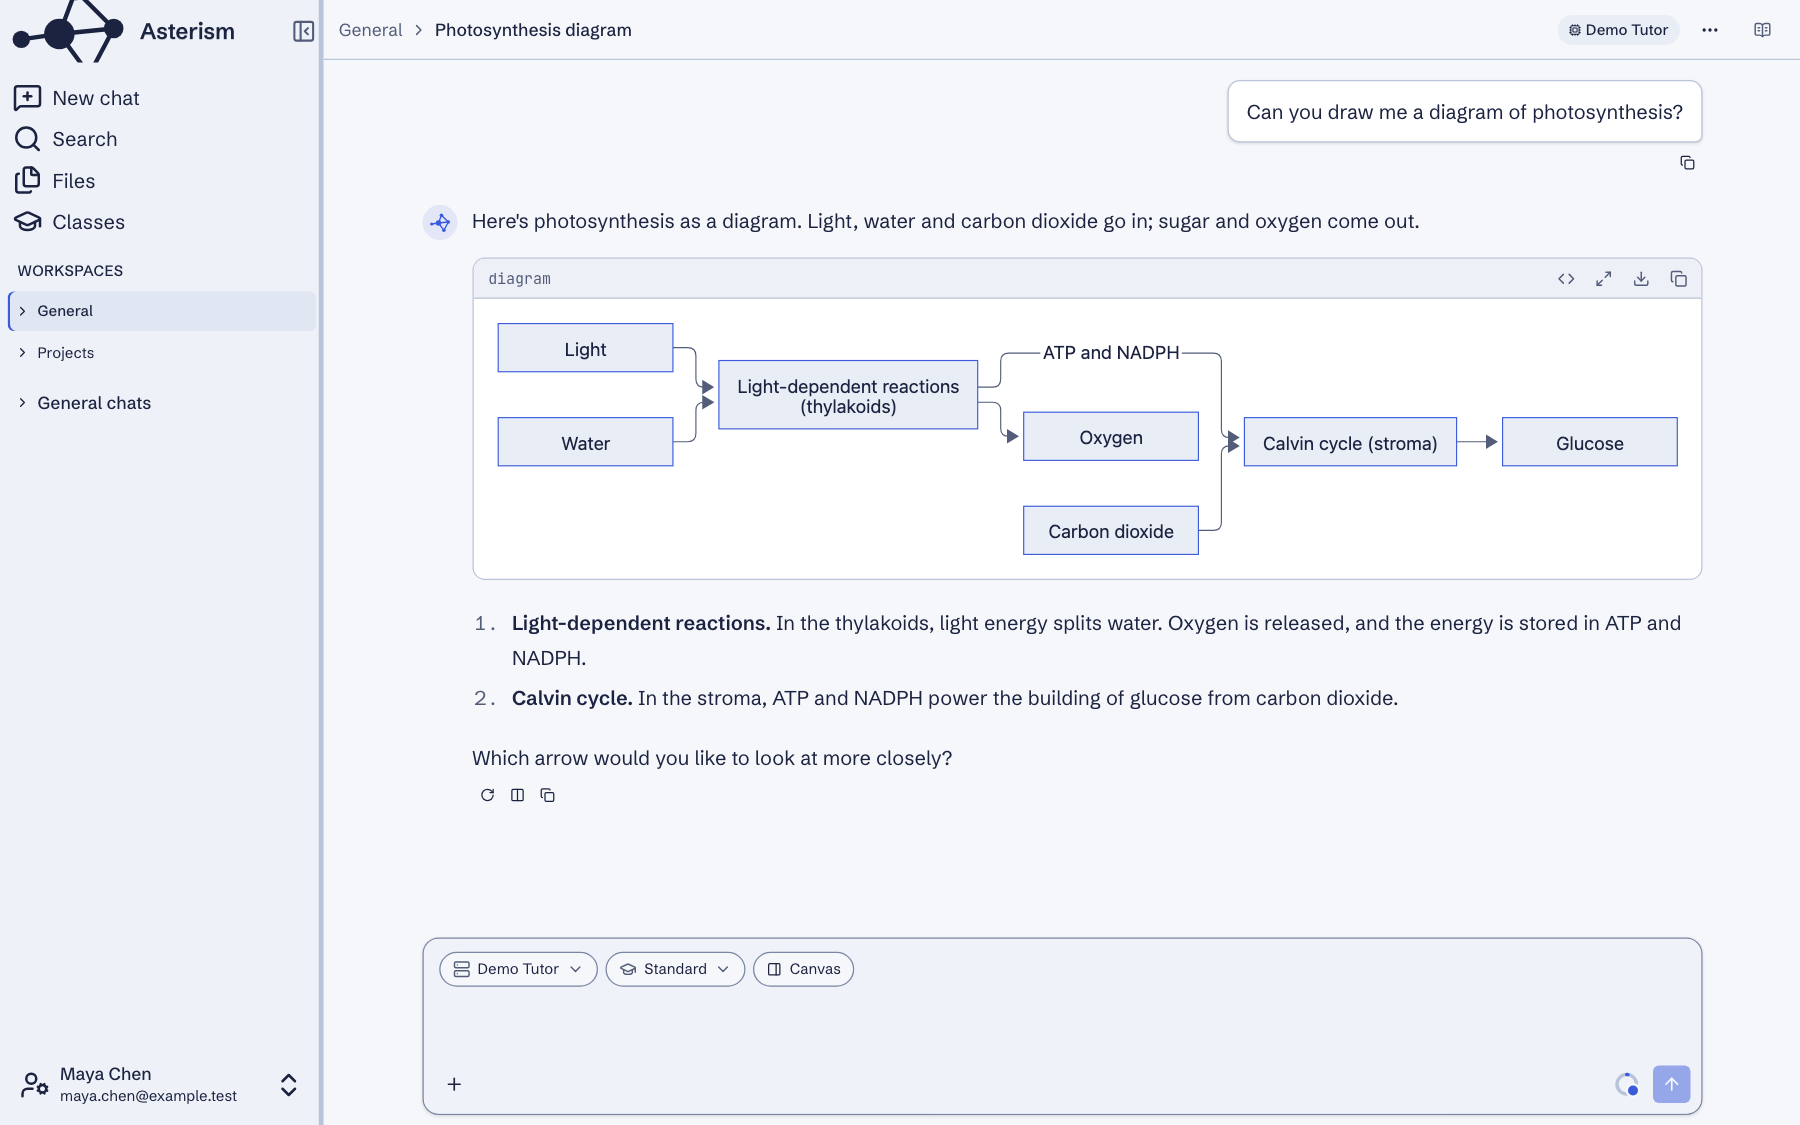 Asterism
New chat
Search
Files
Classes
WORKSPACES
General
Projects
General chats
Maya Chen
maya.chen@example.test
General > Photosynthesis diagram
Demo Tutor
Can you draw me a diagram of photosynthesis?
Here's photosynthesis as a diagram. Light, water and carbon dioxide go in; sugar and oxygen come out.
diagram
Light
Water
Light-dependent reactions
(thylakoids)
ATP and NADPH
Oxygen
Carbon dioxide
Calvin cycle (stroma)
Glucose
1. Light-dependent reactions. In the thylakoids, light energy splits water. Oxygen is released, and the energy is stored in ATP and
NADPH.
2. Calvin cycle. In the stroma, ATP and NADPH power the building of glucose from carbon dioxide.
Which arrow would you like to look at more closely?
Demo Tutor
Standard
Canvas